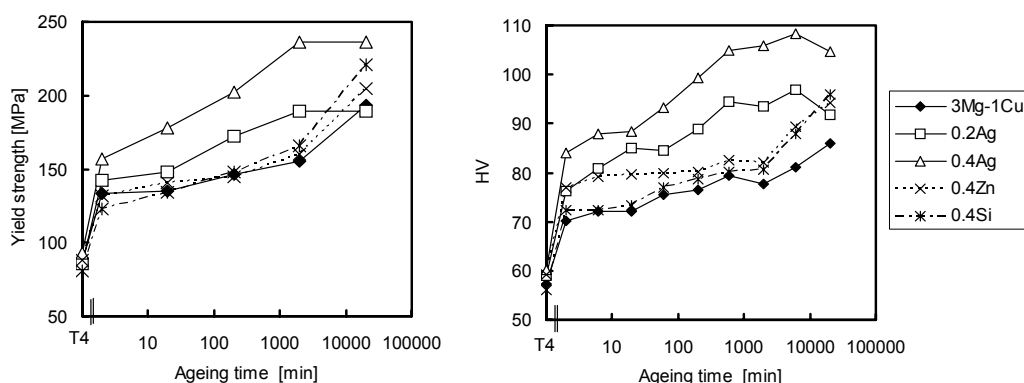 250
200
150
100
50
Yield strength [MPa]
T4
10
100
1000
10000
100000
Ageing time [min]
110
100
90
80
70
60
50
HV
T4
10
100
1000
10000
100000
Ageing time [min]
3Mg-1Cu
0.2Ag
0.4Ag
0.4Zn
0.4Si